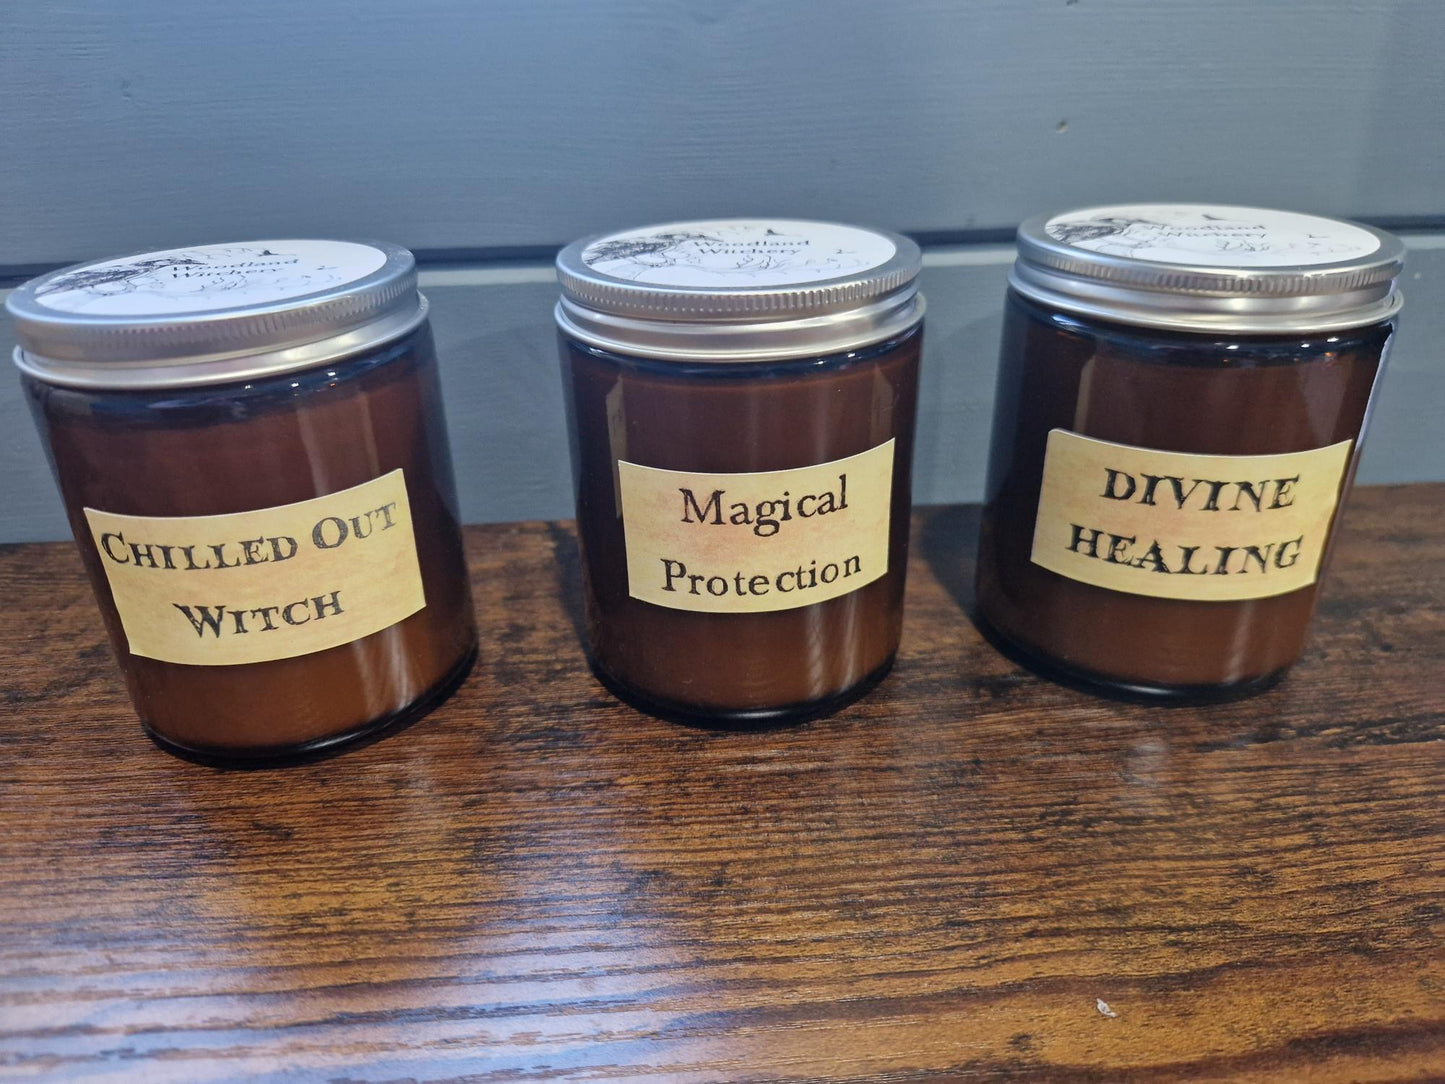 Woodland
Witchery
CHILLED OUT
WITCH
Woodland
Witchery
Magical
Protection
Woodland
Witchery
DIVINE
HEALING